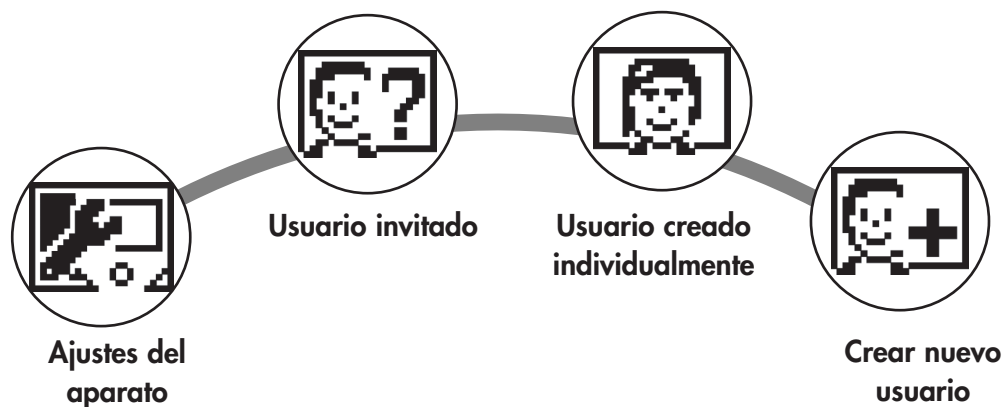 Usuario invitado
Usuario creado
individualmente
Ajustes del
aparato
Crear nuevo
usuario